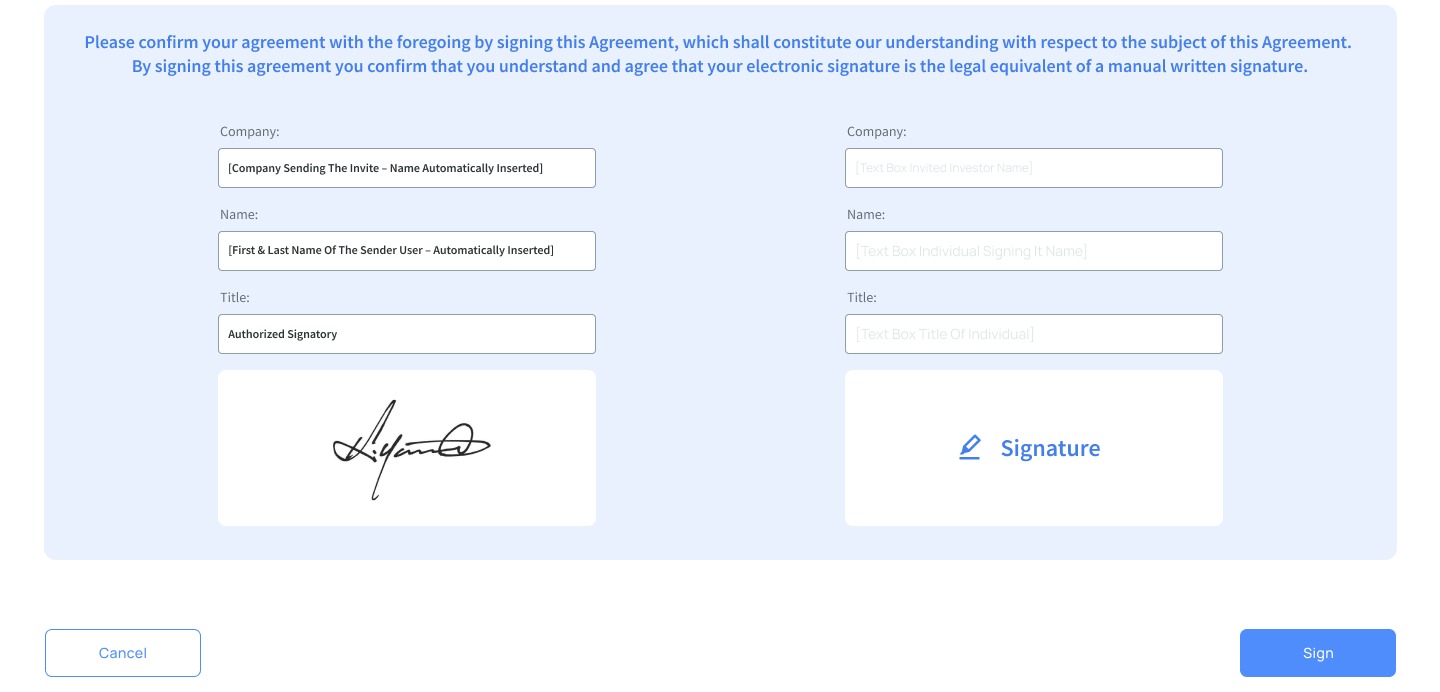 Please confirm your agreement with the foregoing by signing this Agreement, which shall constitute our understanding with respect to the subject of this Agreement.
By signing this agreement you confirm that you understand and agree that your electronic signature is the legal equivalent of a manual written signature.
Company:
[Company Sending The Invite – Name Automatically Inserted]
Name:
[First & Last Name Of The Sender User – Automatically Inserted]
Title:
Authorized Signatory
Company:
[Text Box Invited Investor Name]
Name:
[Text Box Individual Signing It Name]
Title:
[Text Box Title Of Individual]
Signature
Cancel
Sign